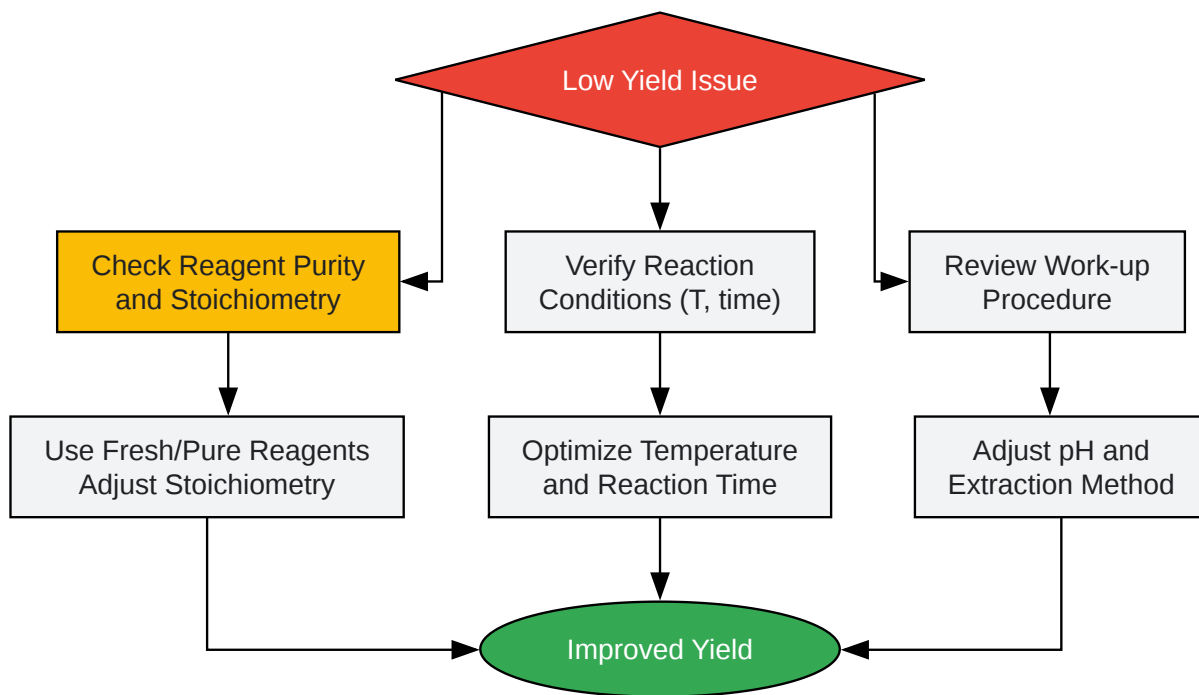 Low Yield Issue
Check Reagent Purity
and Stoichiometry
Verify Reaction
Conditions (T, time)
Review Work-up
Procedure
Use Fresh/Pure Reagents
Adjust Stoichiometry
Optimize Temperature
and Reaction Time
Adjust pH and
Extraction Method
Improved Yield